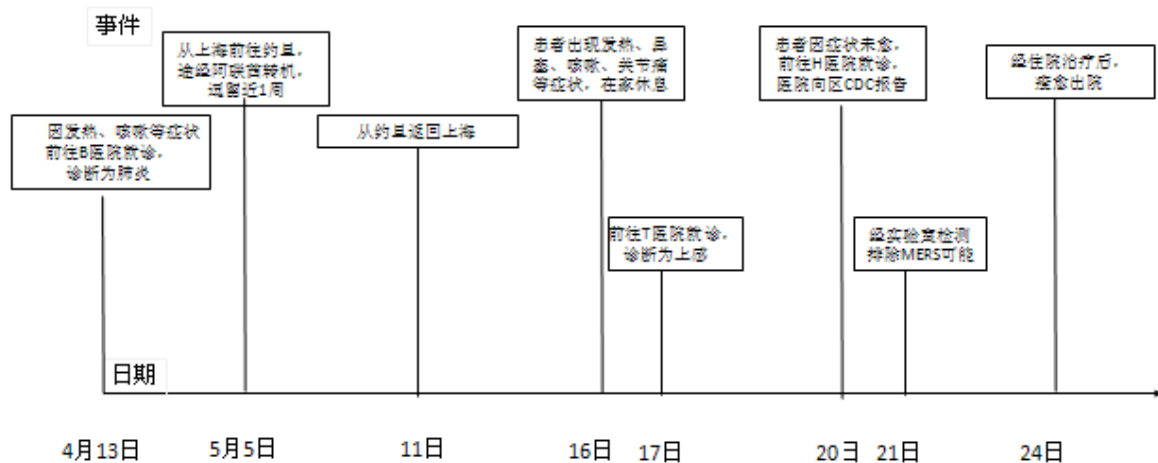 事件
从上海前往约旦，
途经阿联酋转机，
逗留近1周
患者出现发热、鼻
塞、咳嗽、关节痛
等症状，在家休息
患者因症状未愈，
前往H医院就诊，
医院向区CDC报告
经住院治疗后，
痊愈出院
因发热、咳嗽等症状
前往B医院就诊，
诊断为肺炎
从约旦返回上海
前往T医院就诊，
诊断为上感
经实验室检测
排除MERS可能
日期
4月13日
5月5日
11日
16日
17日
20日
21日
24日